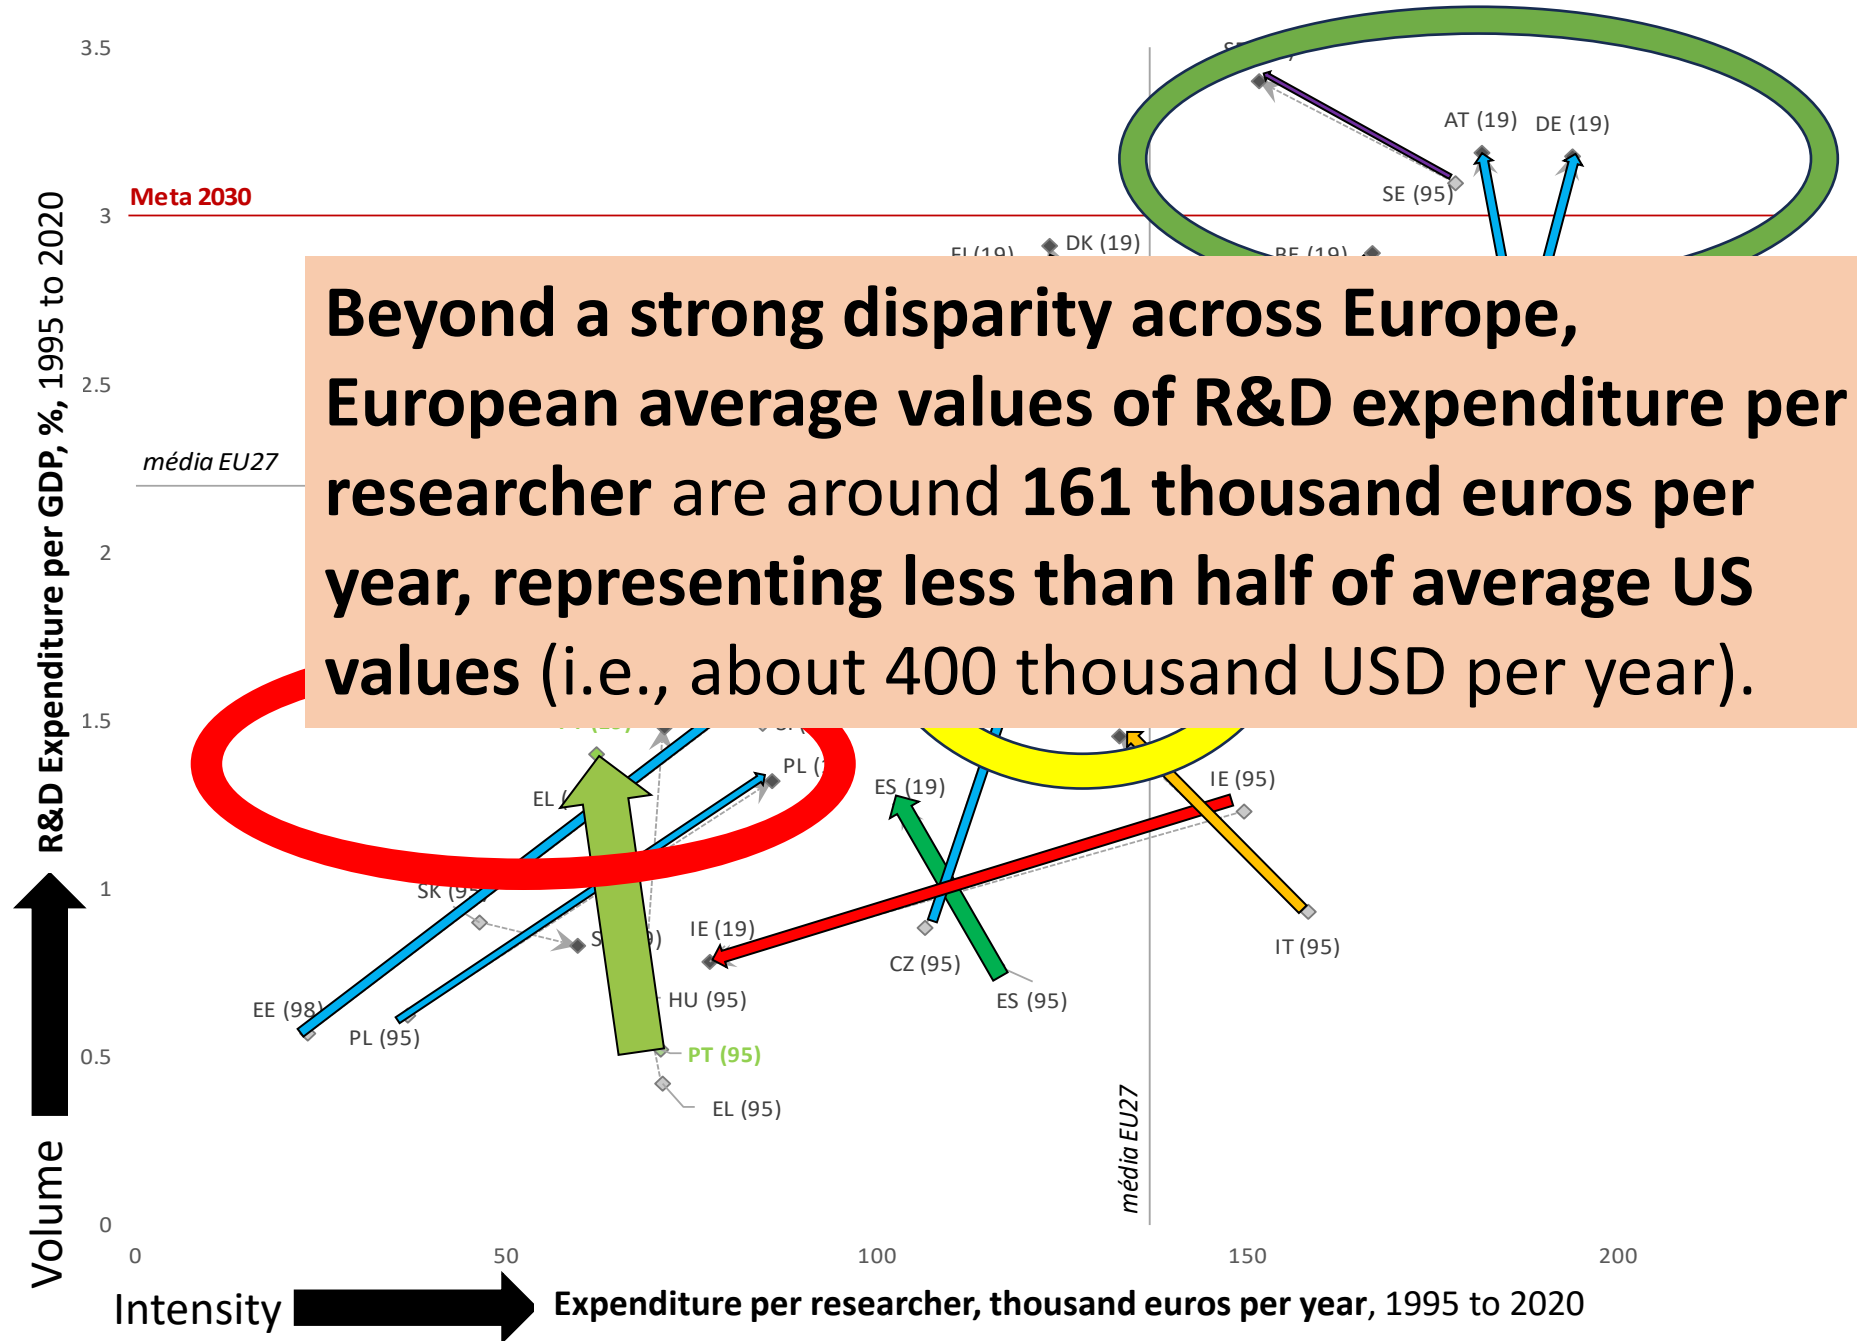 3.5
AT (19) DE (19)
SE (95)
Meta 2030
3
DK (19)
BE (19)
Beyond a strong disparity across Europe,
European average values of R&D expenditure per
researcher are around 161 thousand euros per
year, representing less than half of average US
values (i.e., about 400 thousand USD per year).
2.5
média EU27
2
1.5
PL
IE (95)
ES (19)
EL
1
SK
IE (19)
IT (95)
CZ (95)
HU (95)
ES (95)
EE (98)
PL (95)
0.5
PT (95)
EL (95)
média EU27
0
0 50 100 150 200
R&D Expenditure per GDP, %, 1995 to 2020
Volume
Intensity
Expenditure per researcher, thousand euros per year, 1995 to 2020